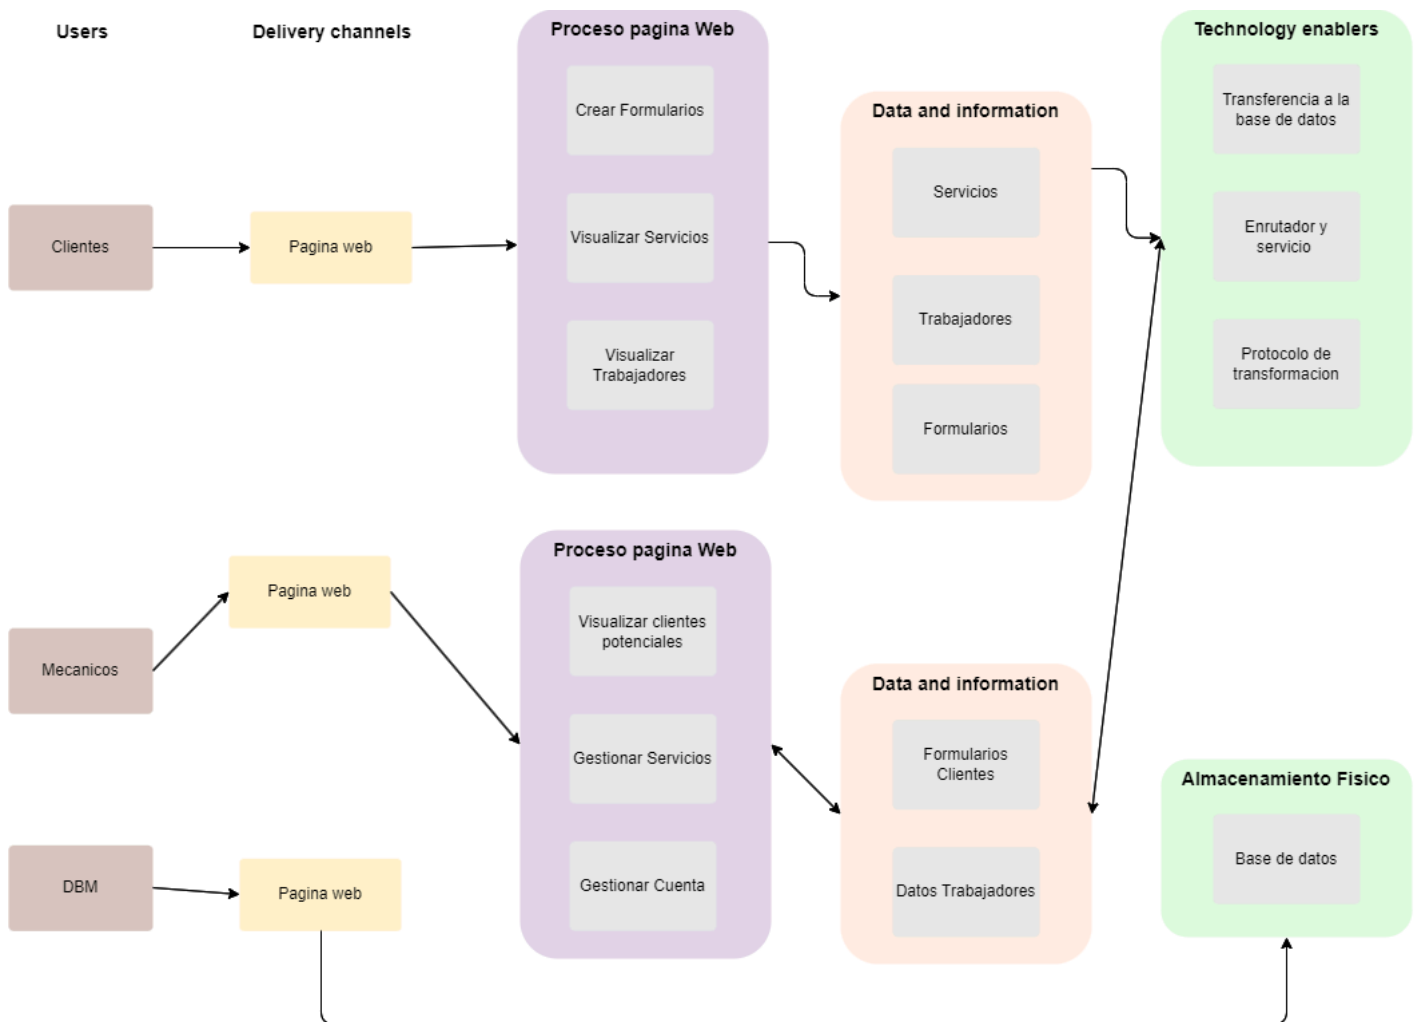 Users
Delivery channels
Proceso pagina Web
Crear Formularios
Visualizar Servicios
Visualizar
Trabajadores
Data and information
Servicios
Trabajadores
Formularios
Technology enablers
Transferencia a la
base de datos
Enrutador y
servicio
Protocolo de
transformacion
Clientes
Pagina web
Mecanicos
Pagina web
Proceso pagina Web
Visualizar clientes
potenciales
Gestionar Servicios
Gestionar Cuenta
Data and information
Formularios
Clientes
Datos Trabajadores
Almacenamiento Fisico
Base de datos
DBM
Pagina web